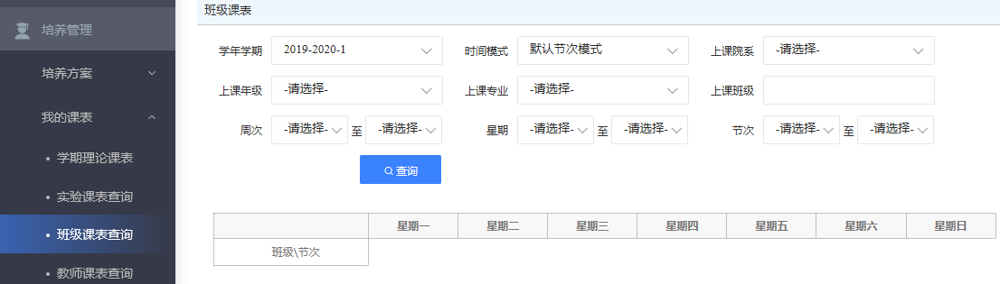 班级课表
培养管理
培养方案
我的课表
学期理论课表
实验课表查询
班级课表查询
教师课表查询
学年学期 2019-2020-1 时间模式 默认节次模式 上课院系 -请选择-
上课年级 -请选择- 上课专业 -请选择- 上课班级
周次 -请选择- 至 -请选择- 星期 -请选择- 至 -请选择- 节次 -请选择- 至 -请选择-
查询
星期一 星期二 星期三 星期四 星期五 星期六 星期日
班级\节次